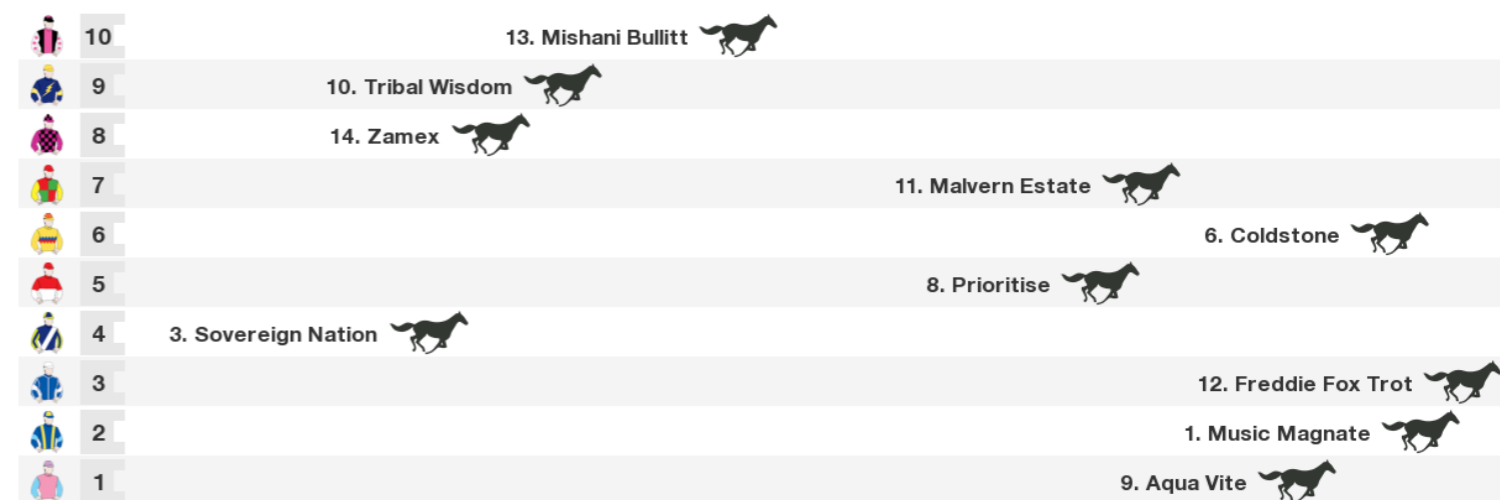 10 13. Mishani Bullitt
9 10. Tribal Wisdom
8 14. Zamex
7 11. Malvern Estate
6 6. Coldstone
5 8. Prioritise
4 3. Sovereign Nation
3 12. Freddie Fox Trot
2 1. Music Magnate
1 9. Aqua Vite